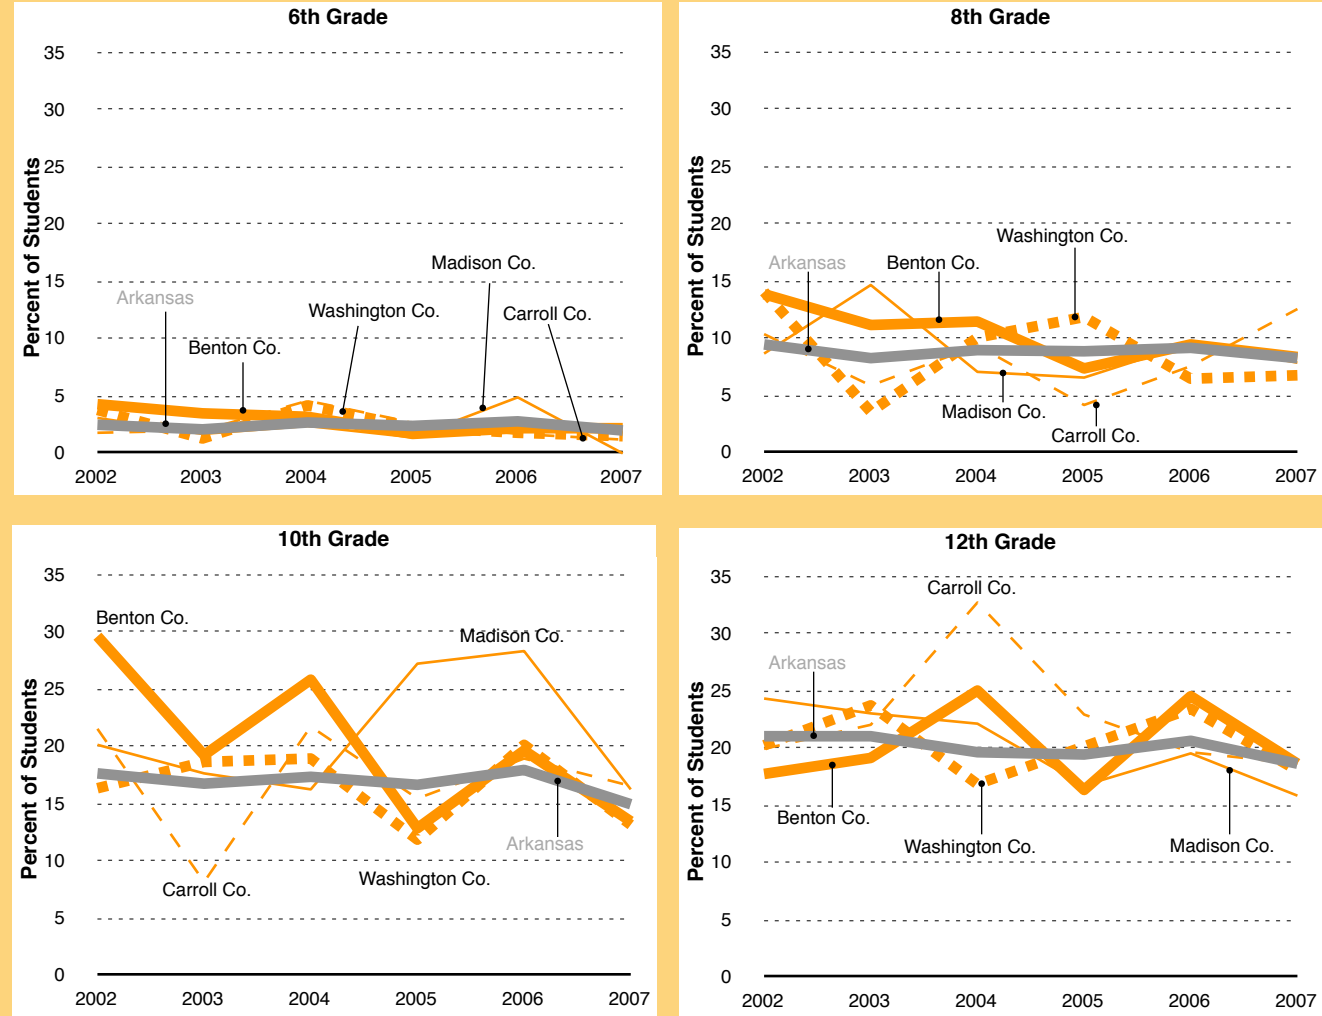 6th Grade
Percent of Students
35
30
25
20
15
10
5
0
Arkansas
Benton Co.
Washington Co.
Madison Co.
Carroll Co.
2002 2003 2004 2005 2006 2007
8th Grade
Percent of Students
35
30
25
20
15
10
5
0
Arkansas
Benton Co.
Washington Co.
Madison Co.
Carroll Co.
2002 2003 2004 2005 2006 2007
10th Grade
Percent of Students
35
30
25
20
15
10
5
0
Benton Co.
Madison Co.
Arkansas
Carroll Co.
Washington Co.
2002 2003 2004 2005 2006 2007
12th Grade
Percent of Students
35
30
25
20
15
10
5
0
Carroll Co.
Arkansas
Benton Co.
Washington Co.
Madison Co.
2002 2003 2004 2005 2006 2007